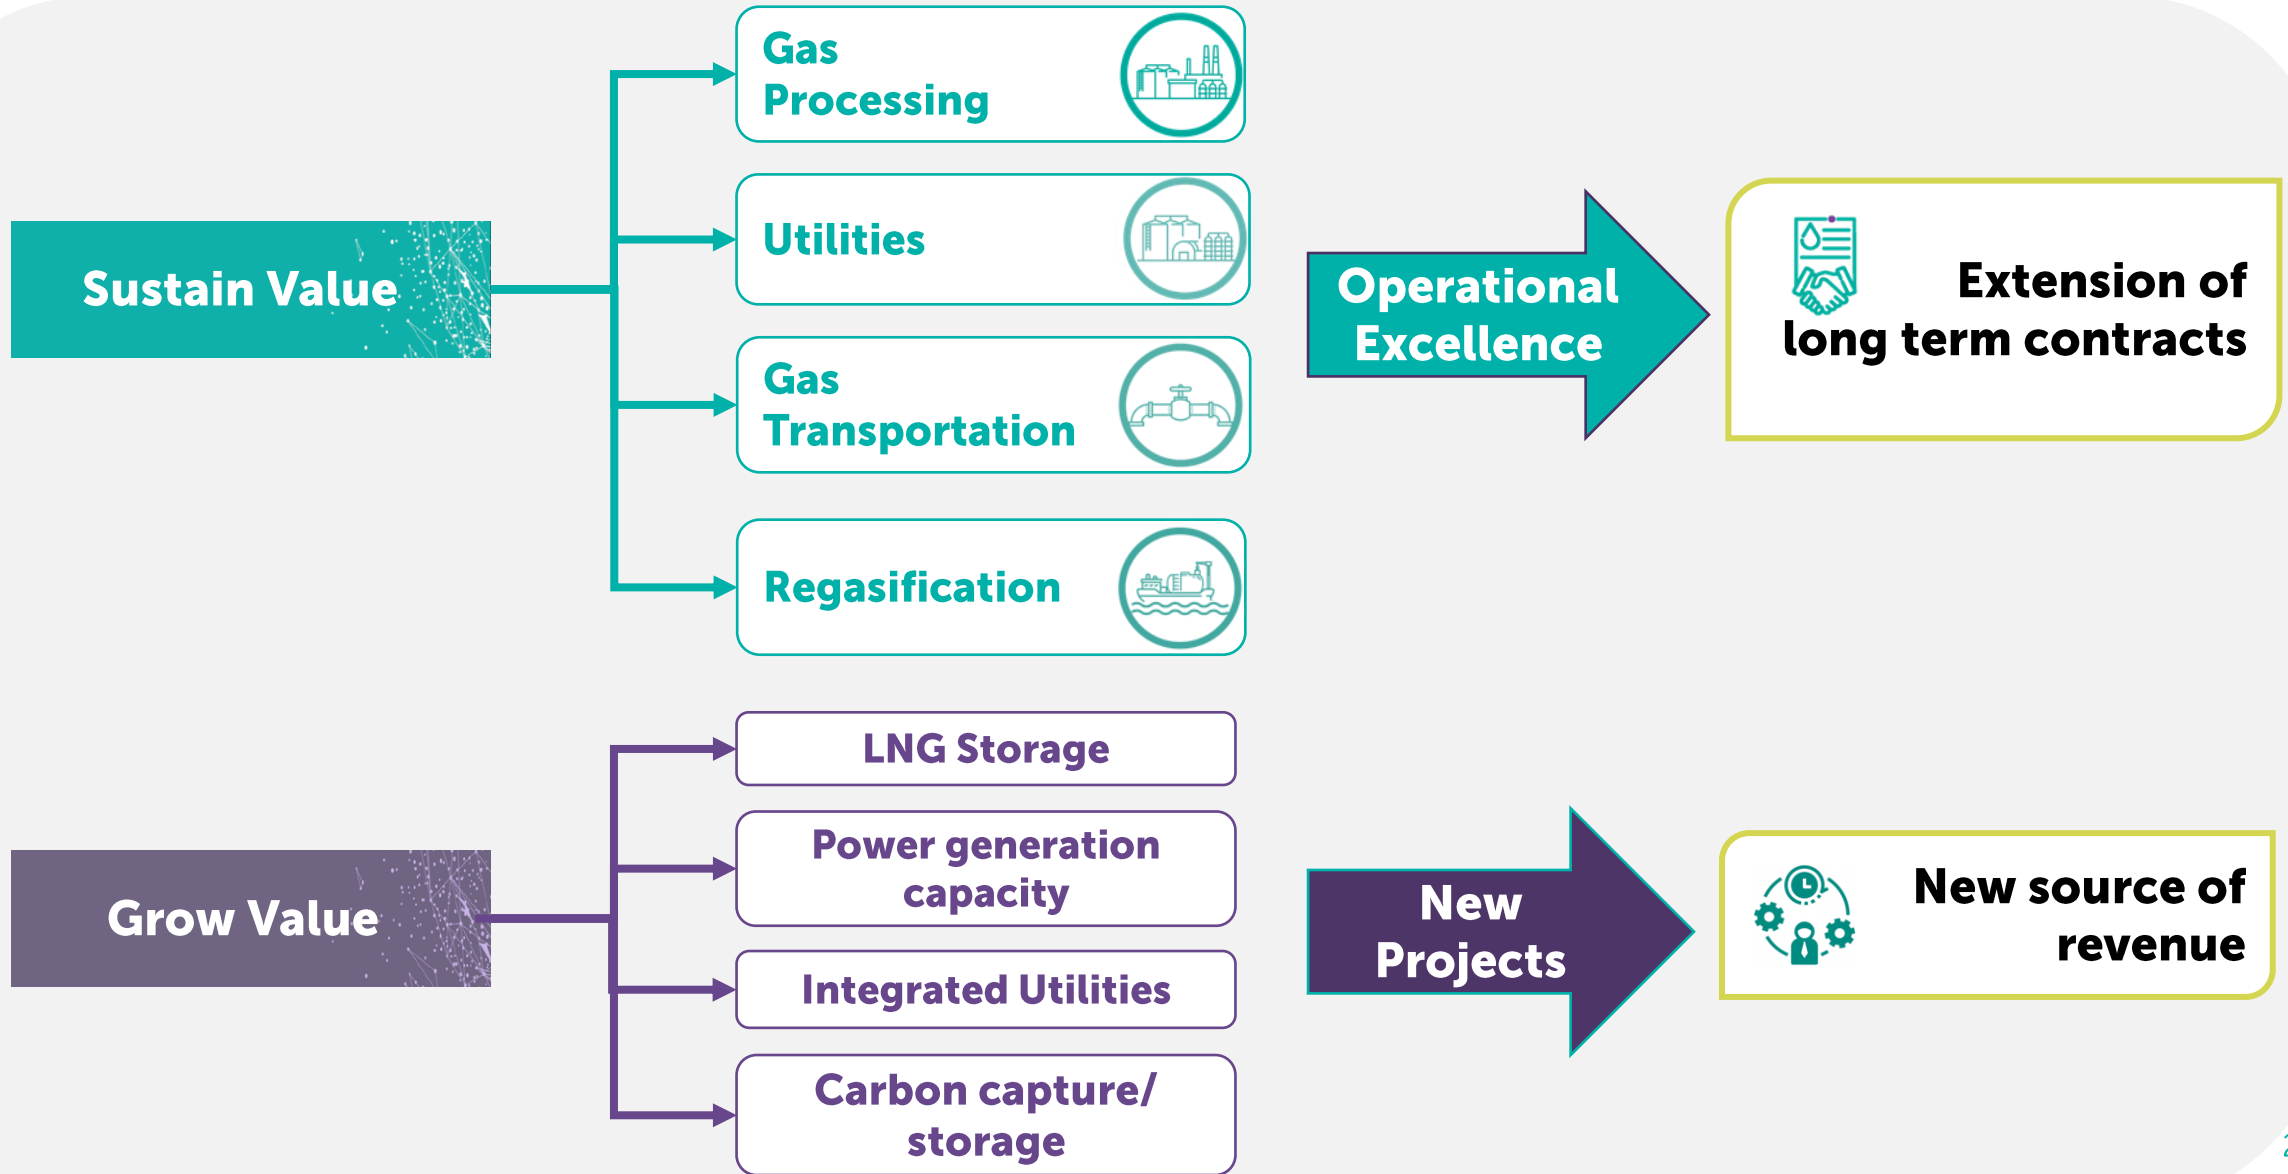 Sustain Value
Gas
Processing
Utilities
Gas
Transportation
Regasification
Operational
Excellence
Extension of
long term contracts
Grow Value
LNG Storage
Power generation
capacity
Integrated Utilities
Carbon capture/
storage
New
Projects
New source of
revenue